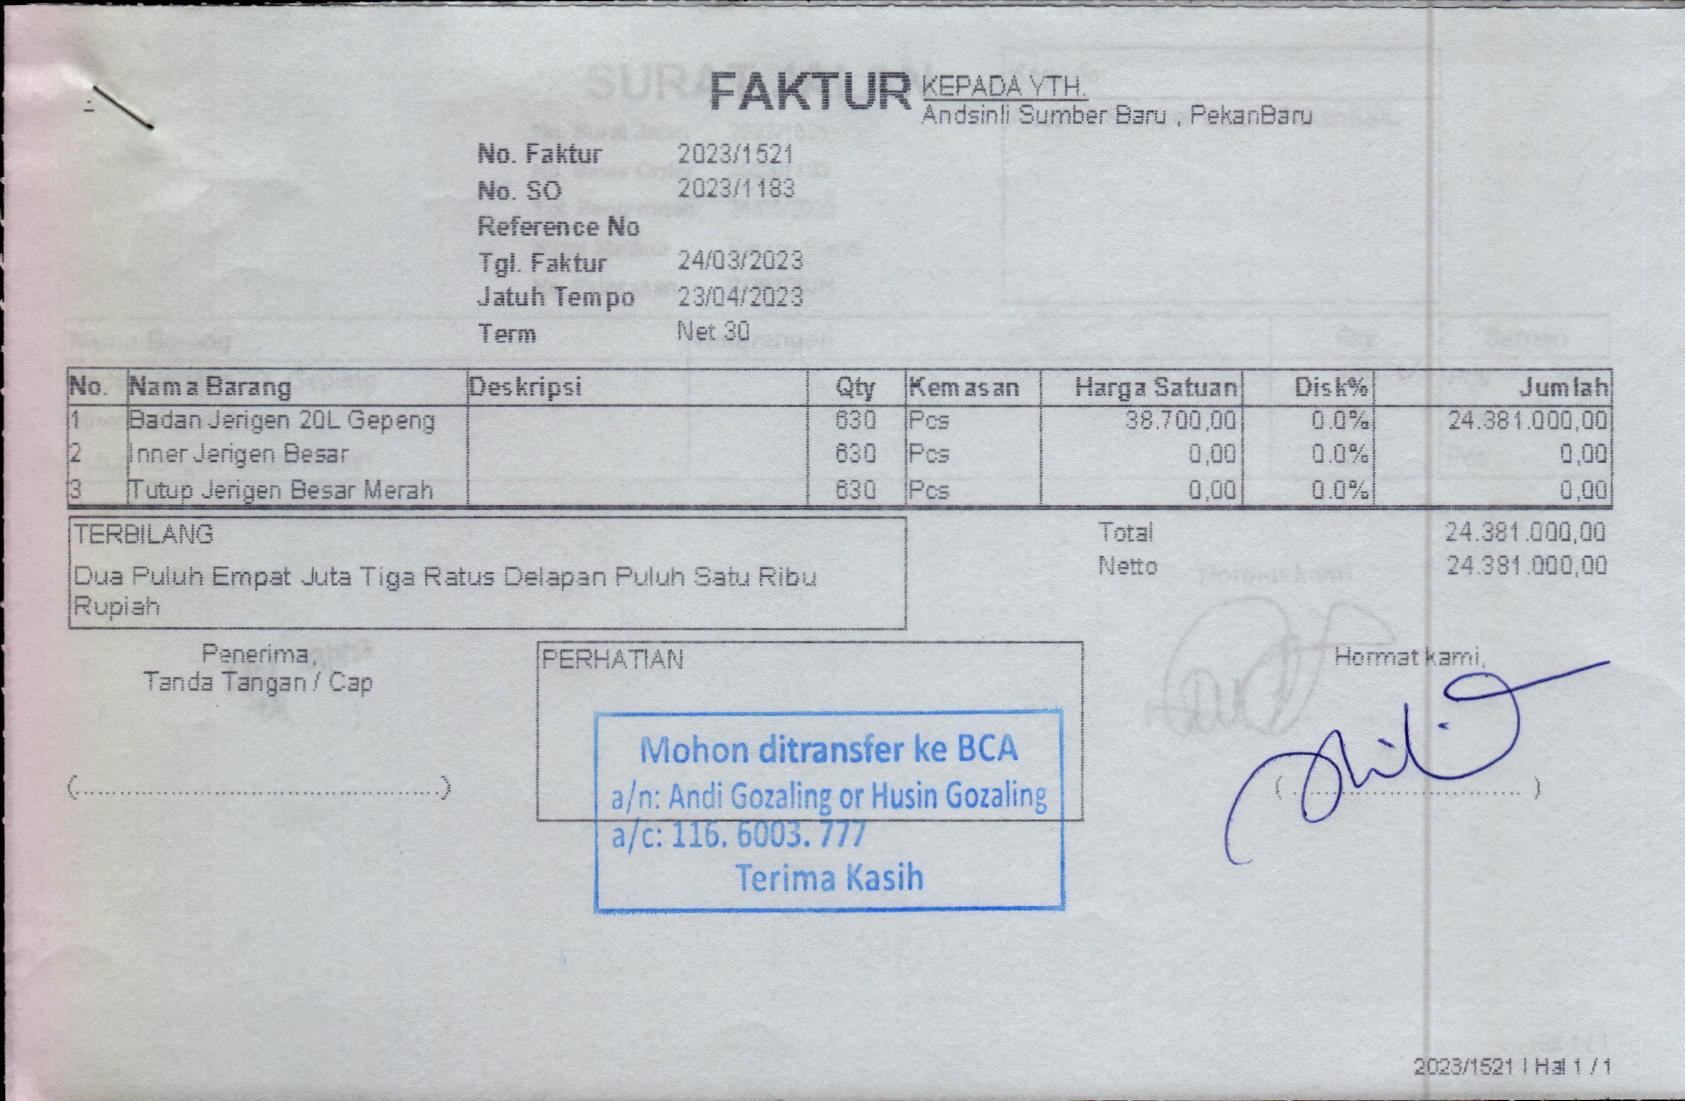 FAKTUR
KEPADA YTH.
Andsinli Sumber Baru , PekanBaru
No. Faktur 2023/1521
No. SO 2023/1183
Reference No
Tgl. Faktur 24/03/2023
Jatuh Tempo 23/04/2023
Term Net 30
No. Nama Barang Deskripsi Qty Kemasan Harga Satuan Disk% Jumlah
1 Badan Jerigen 20L Gepeng 630 Pcs 38.700,00 0.0% 24.381.000,00
2 Inner Jerigen Besar 630 Pcs 0,00 0.0% 0,00
3 Tutup Jerigen Besar Merah 630 Pcs 0,00 0.0% 0,00
TERBILANG
Dua Puluh Empat Juta Tiga Ratus Delapan Puluh Satu Ribu
Rupiah
Total 24.381.000,00
Netto 24.381.000,00
Penerima,
Tanda Tangan / Cap
PERHATIAN
Mohon ditransfer ke BCA
a/n: Andi Gozaling or Husin Gozaling
a/c: 116. 6003. 777
Terima Kasih
Hormat kami,
2023/1521 | Hal 1 / 1